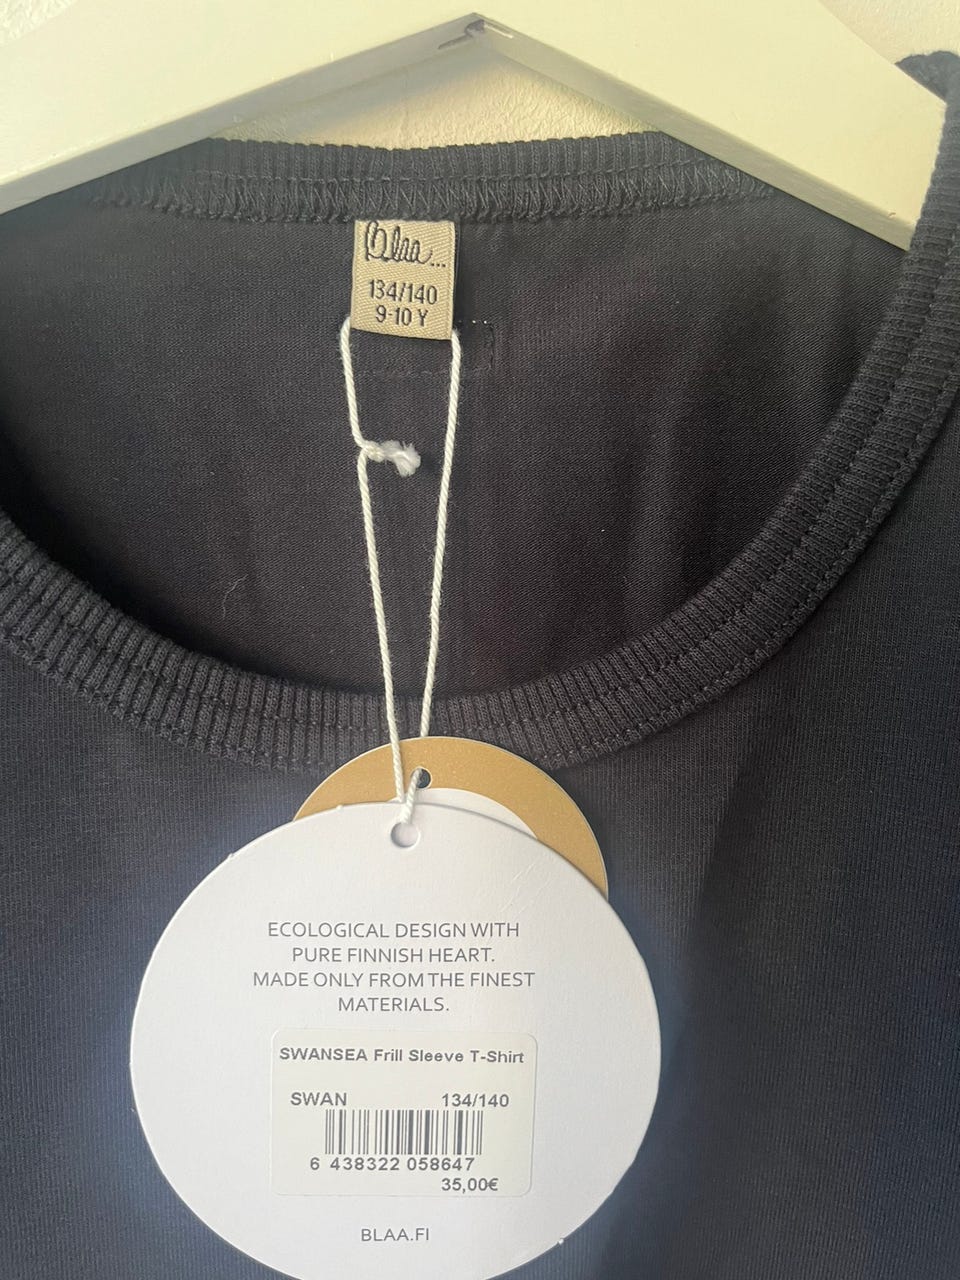 Blaa...
134/140
9-10 Y
ECOLOGICAL DESIGN WITH
PURE FINNISH HEART.
MADE ONLY FROM THE FINEST
MATERIALS.
SWANSEA Frill Sleeve T-Shirt
SWAN 134/140
6 438322 058647
35,00€
BLAA.FI